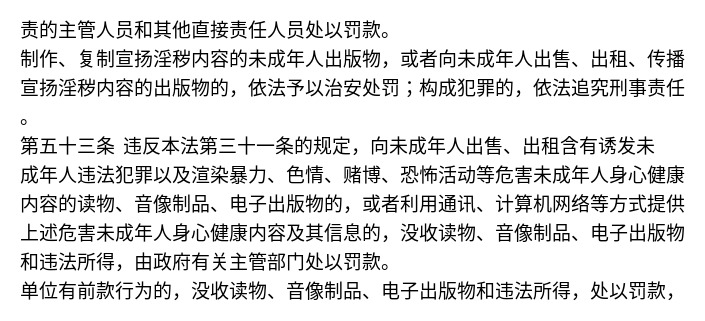 责的主管人员和其他直接责任人员处以罚款。
制作、复制宣扬淫秽内容的未成年人出版物，或者向未成年人出售、出租、传播
宣扬淫秽内容的出版物的，依法予以治安处罚；构成犯罪的，依法追究刑事责任
。
第五十三条 违反本法第三十一条的规定，向未成年人出售、出租含有诱发未
成年人违法犯罪以及渲染暴力、色情、赌博、恐怖活动等危害未成年人身心健康
内容的读物、音像制品、电子出版物的，或者利用通讯、计算机网络等方式提供
上述危害未成年人身心健康内容及其信息的，没收读物、音像制品、电子出版物
和违法所得，由政府有关主管部门处以罚款。
单位有前款行为的，没收读物、音像制品、电子出版物和违法所得，处以罚款，